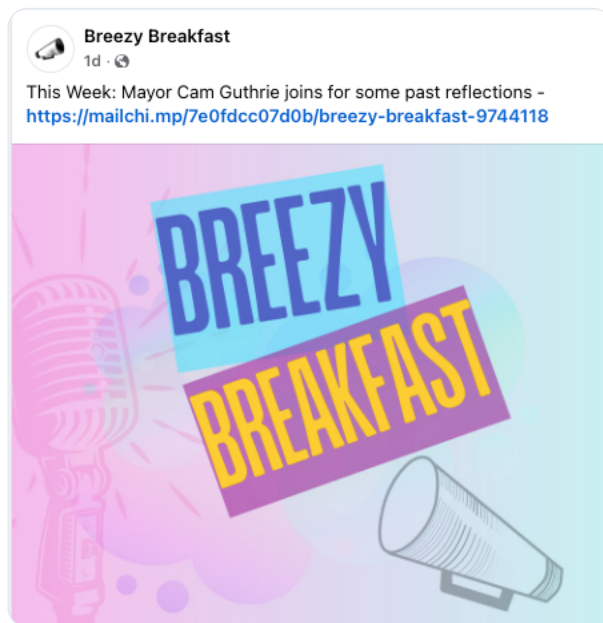 Breezy Breakfast
1d ·
This Week: Mayor Cam Guthrie joins for some past reflections -
https://mailchi.mp/7e0fdcc07d0b/breezy-breakfast-9744118
BREEZY
BREAKFAST